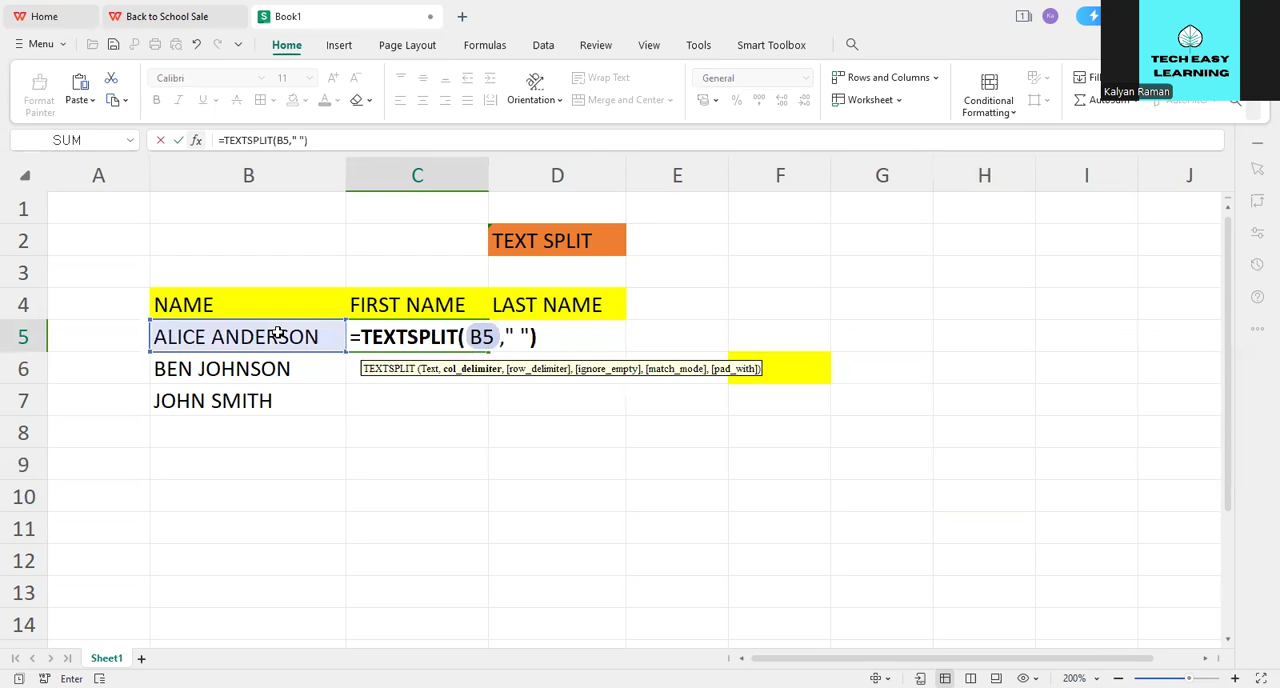 Home
Back to School Sale
Book1
Menu
Home
Insert
Page Layout
Formulas
Data
Review
View
Tools
Smart Toolbox
TECH EASY
LEARNING
Kalyan Raman
Format
Painter
Paste
Calibri
11
Orientation
Wrap Text
Merge and Center
General
Rows and Columns
Worksheet
Conditional
Formatting
SUM
fx
=TEXTSPLIT(B5," ")
A B C D E F G H I J
1
2 TEXT SPLIT
3
4 NAME FIRST NAME LAST NAME
5 ALICE ANDERSON =TEXTSPLIT( B5 ," ")
6 BEN JOHNSON
TEXTSPLIT (Text, col_delimiter, [row_delimiter], [ignore_empty], [match_mode], [pad_with])
7 JOHN SMITH
8
9
10
11
12
13
14
Sheet1
Enter
200%